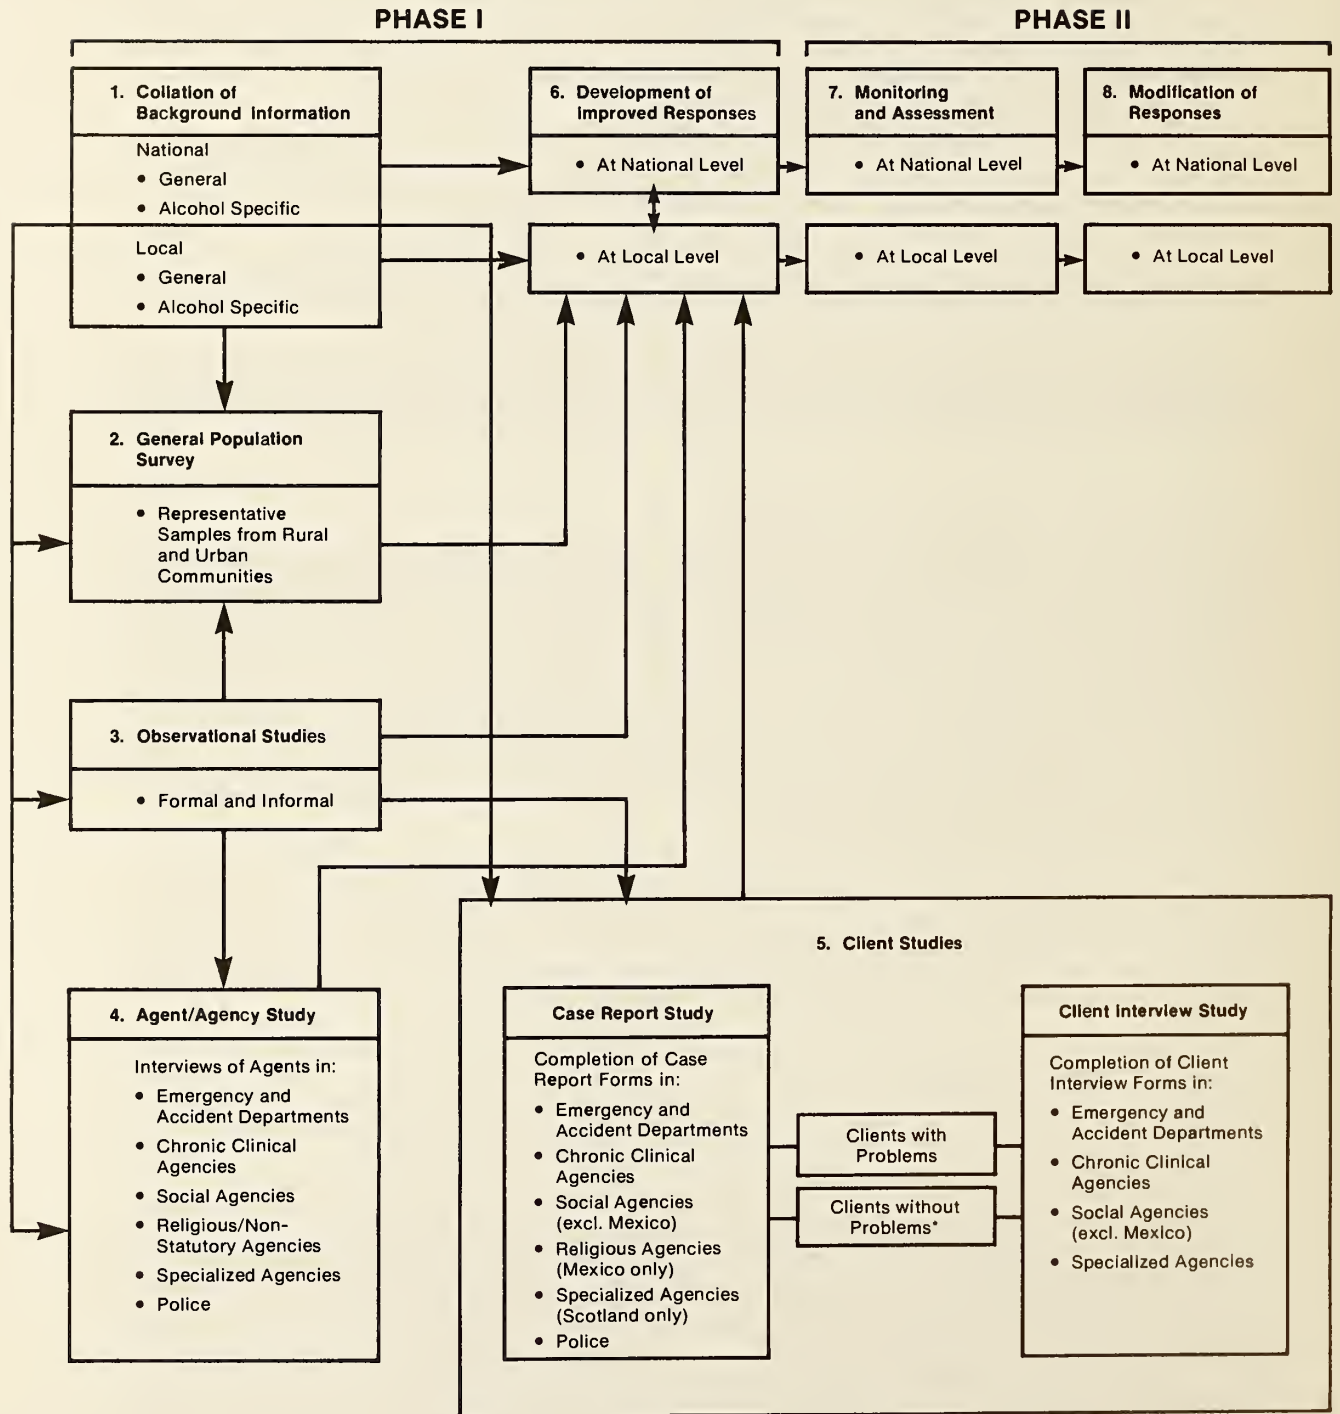 PHASE I
PHASE II
1. Collation of
Background Information
National
• General
• Alcohol Specific
Local
• General
• Alcohol Specific
6. Development of
Improved Responses
• At National Level
• At Local Level
7. Monitoring
and Assessment
• At National Level
• At Local Level
8. Modification of
Responses
• At National Level
• At Local Level
2. General Population
Survey
• Representative
Samples from Rural
and Urban
Communities
3. Observational Studies
• Formal and Informal
4. Agent/Agency Study
Interviews of Agents in:
• Emergency and
Accident Departments
• Chronic Clinical
Agencies
• Social Agencies
• Religious/Non-
Statutory Agencies
• Specialized Agencies
• Police
5. Client Studies
Case Report Study
Completion of Case
Report Forms in:
• Emergency and
Accident Departments
• Chronic Clinical
Agencies
• Social Agencies
(excl. Mexico)
• Religious Agencies
(Mexico only)
• Specialized Agencies
(Scotland only)
• Police
Clients with
Problems
Clients without
Problems*
Client Interview Study
Completion of Client
Interview Forms in:
• Emergency and
Accident Departments
• Chronic Clinical
Agencies
• Social Agencies
(excl. Mexico)
• Specialized Agencies